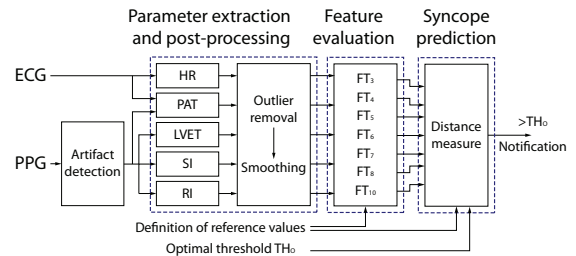 Parameter extraction
and post-processing
Feature
evaluation
Syncope
prediction
ECG
PPG
Artifact
detection
HR
PAT
LVET
SI
RI
Outlier
removal
Smoothing
FT3
FT4
FT5
FT6
FT7
FT8
FT10
Distance
measure
>THo
Notification
Definition of reference values
Optimal threshold THo